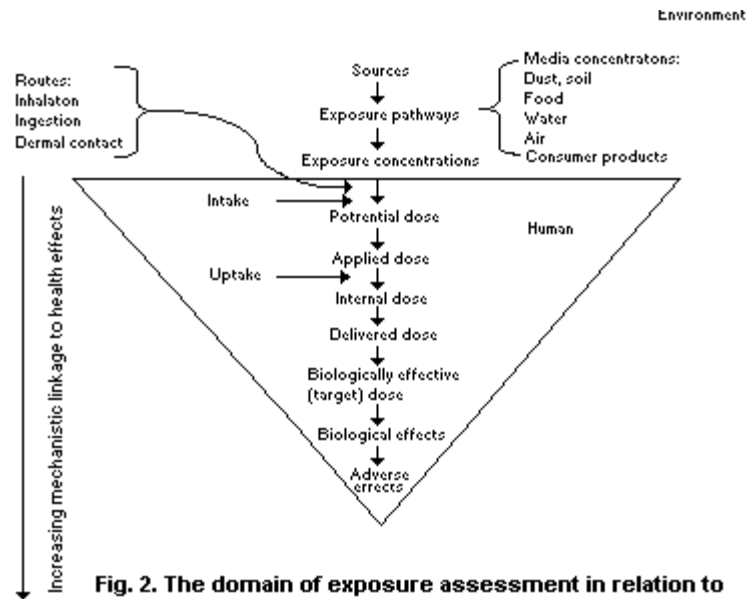 Environment
Routes:
Inhalaton
Ingestion
Dermal contact
Sources
Exposure pathways
Exposure concentrations
Media concentratons:
Dust, soil
Food
Water
Air
Consumer products
Intake
Potrential dose
Human
Applied dose
Uptake
Internal dose
Delivered dose
Biologically effective
(target) dose
Biological effects
Adverse
errects
Increasing mechanistic linkage to health effects
Fig. 2. The domain of exposure assessment in relation to